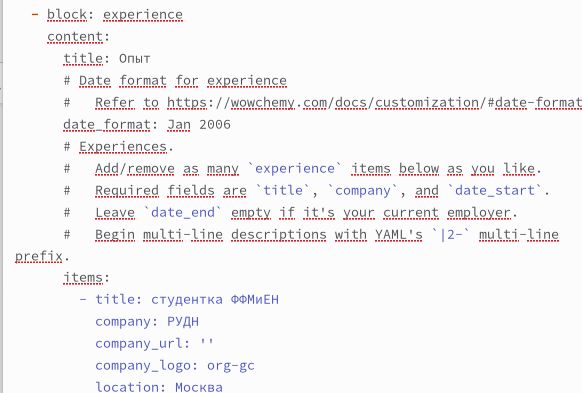 - block: experience
content:
title: Опыт
# Date format for experience
# Refer to https://wowchemy.com/docs/customization/#date-format
date_format: Jan 2006
# Experiences.
# Add/remove as many `experience` items below as you like.
# Required fields are `title`, `company`, and `date_start`.
# Leave `date_end` empty if it's your current employer.
# Begin multi-line descriptions with YAML's `|2-` multi-line
prefix.
items:
- title: студентка ФФМиЕН
company: РУДН
company_url: ''
company_logo: org-gc
location: Москва